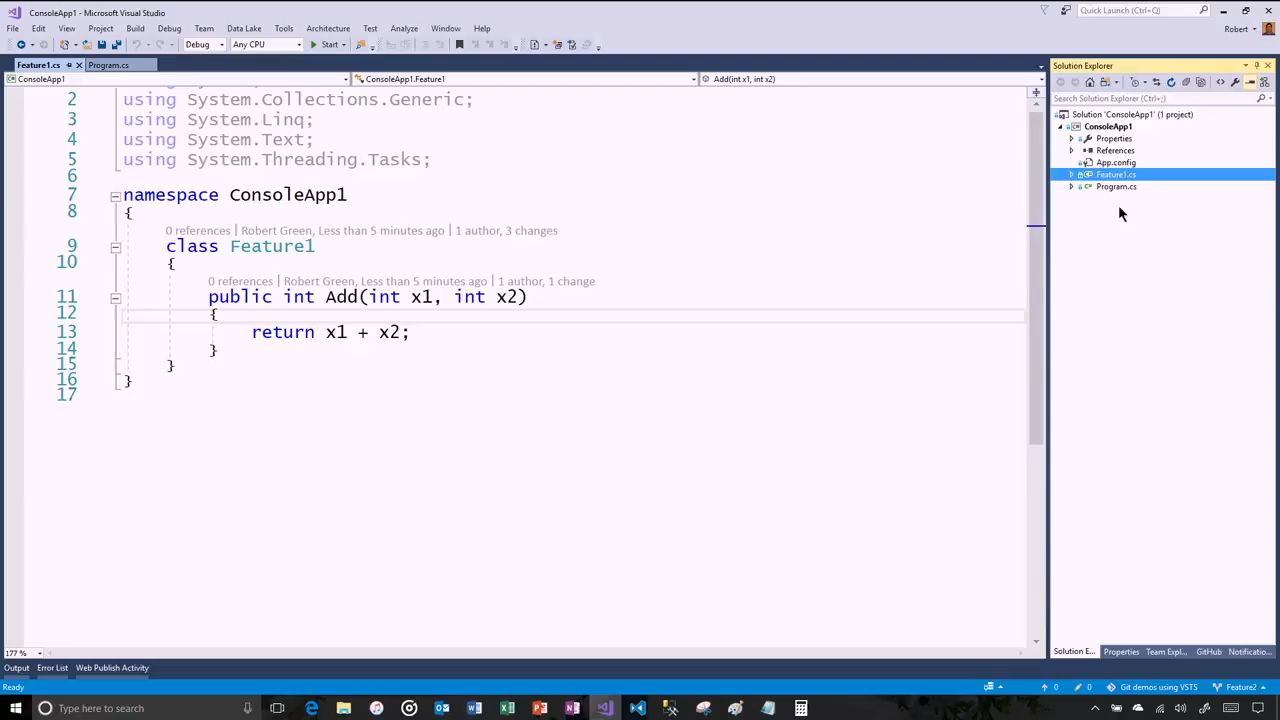 ConsoleApp1 - Microsoft Visual Studio
Quick Launch (Ctrl+Q)
File Edit View Project Build Debug Team Data Lake Tools Architecture Test Analyze Window Help
Robert Green
Debug Any CPU Start
Feature1.cs Program.cs
ConsoleApp1 ConsoleApp1.Feature1 Add(int x1, int x2)
2 using System.Collections.Generic;
3 using System.Linq;
4 using System.Text;
5 using System.Threading.Tasks;
6
7 namespace ConsoleApp1
8 {
0 references | Robert Green, Less than 5 minutes ago | 1 author, 3 changes
9 class Feature1
10 {
0 references | Robert Green, Less than 5 minutes ago | 1 author, 1 change
11 public int Add(int x1, int x2)
12 {
13 return x1 + x2;
14 }
15 }
16 }
17
177 %
Solution Explorer
Search Solution Explorer (Ctrl+;)
Solution 'ConsoleApp1' (1 project)
ConsoleApp1
Properties
References
App.config
Feature1.cs
Program.cs
Solution E... Properties Team Expl... GitHub Notificatio...
Output Error List Web Publish Activity
Ready
0 0 Git demos using VSTS Feature2
Type here to search